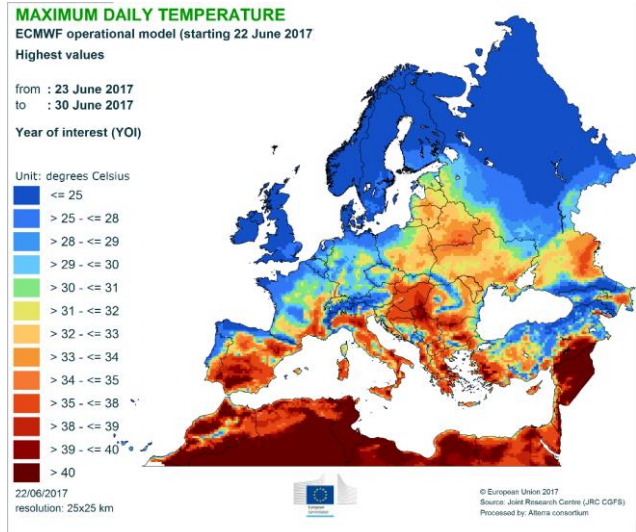 MAXIMUM DAILY TEMPERATURE
ECMWF operational model (starting 22 June 2017
Highest values
from : 23 June 2017
to : 30 June 2017
Year of interest (YOI)
Unit: degrees Celsius
<= 25
> 25 - <= 28
> 28 - <= 29
> 29 - <= 30
> 30 - <= 31
> 31 - <= 32
> 32 - <= 33
> 33 - <= 34
> 34 - <= 35
> 35 - <= 38
> 38 - <= 39
> 39 - <= 40
> 40
22/06/2017
resolution: 25x25 km
European
Commission
© European Union 2017
Source: Joint Research Centre (JRC CGFS)
Processed by: Alterra consortium